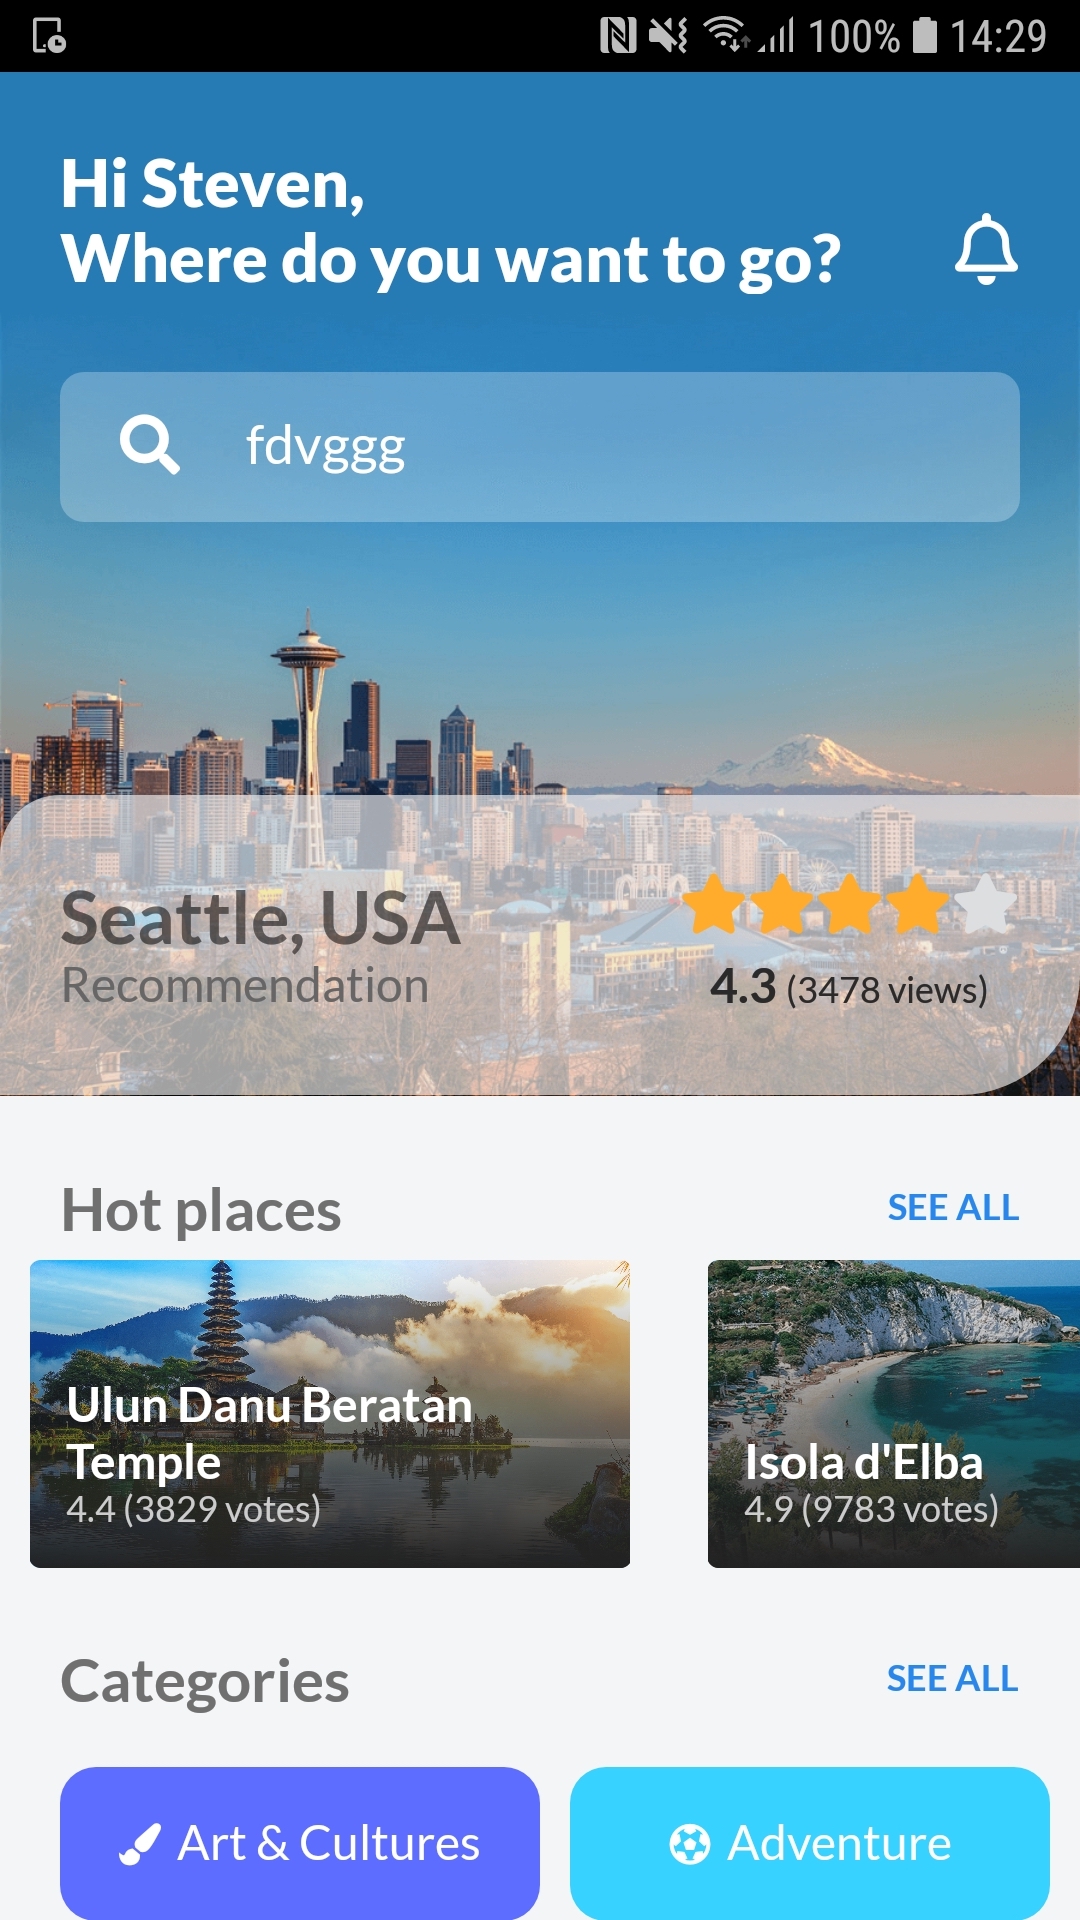 100% 14:29
Hi Steven,
Where do you want to go?
fdvggg
Seattle, USA
Recommendation
4.3 (3478 views)
Hot places
SEE ALL
Ulun Danu Beratan
Temple
4.4 (3829 votes)
Isola d'Elba
4.9 (9783 votes)
Categories
SEE ALL
Art & Cultures
Adventure